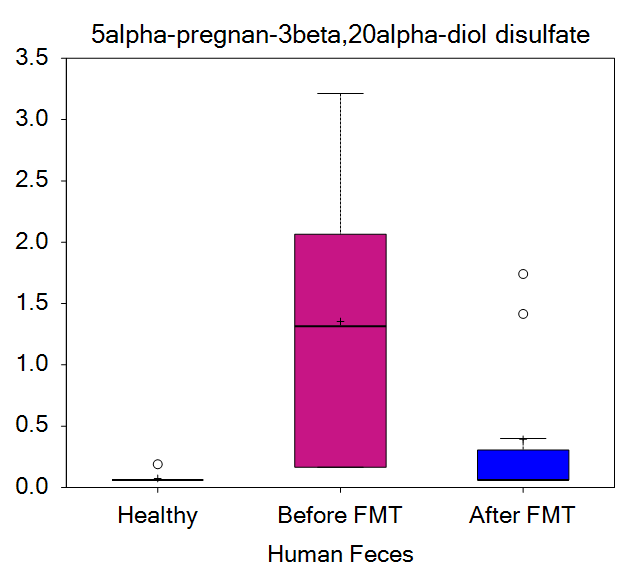 5alpha-pregnan-3beta,20alpha-diol disulfate
3.5
3.0
2.5
2.0
1.5
1.0
0.5
0.0
Healthy Before FMT After FMT
Human Feces